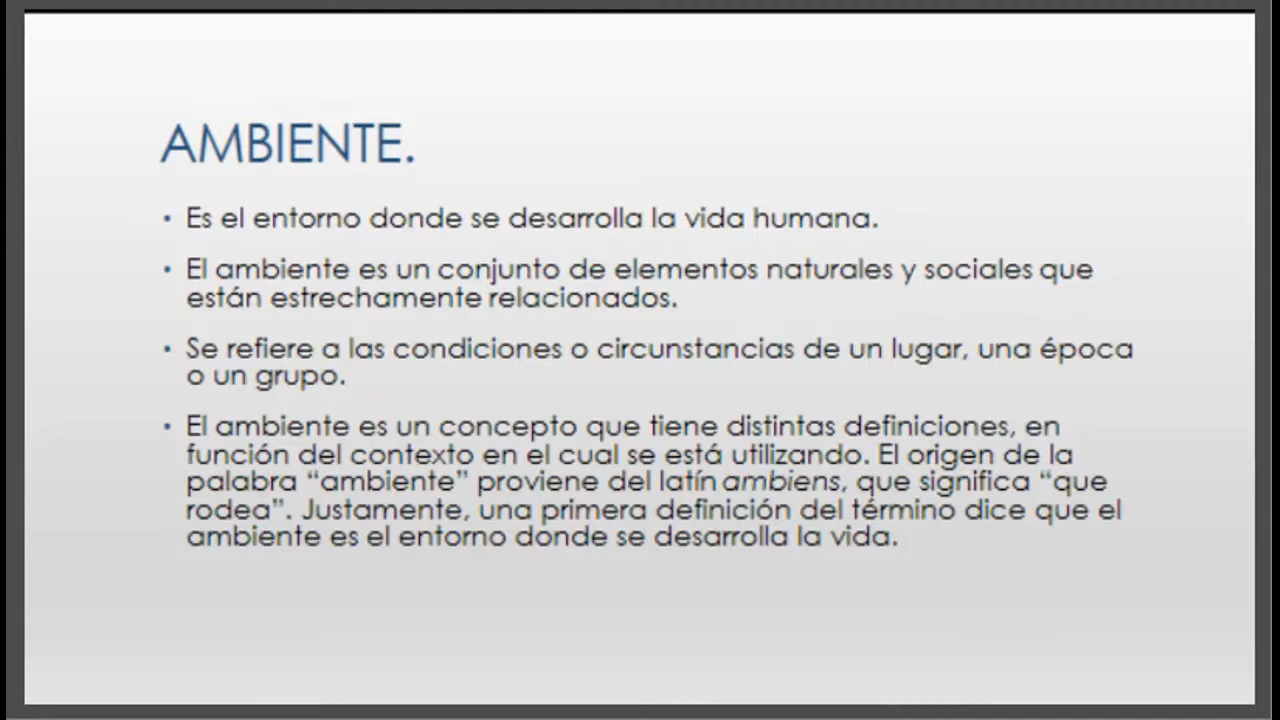 AMBIENTE.
• Es el entorno donde se desarrolla la vida humana.
• El ambiente es un conjunto de elementos naturales y sociales que
están estrechamente relacionados.
• Se refiere a las condiciones o circunstancias de un lugar, una época
o un grupo.
• El ambiente es un concepto que tiene distintas definiciones, en
función del contexto en el cual se está utilizando. El origen de la
palabra “ambiente” proviene del latín ambiens, que significa “que
rodea”. Justamente, una primera definición del término dice que el
ambiente es el entorno donde se desarrolla la vida.